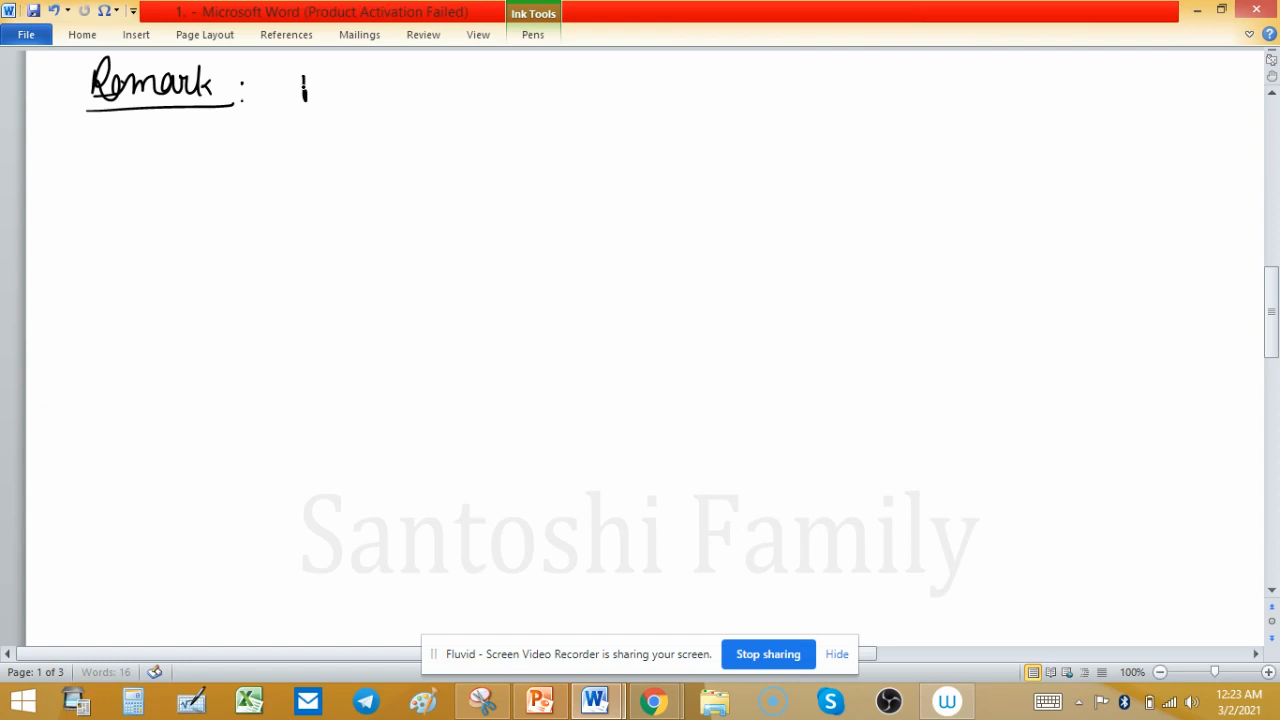 1. - Microsoft Word (Product Activation Failed)
Ink Tools
File Home Insert Page Layout References Mailings Review View Pens
Remark :
Santoshi Family
Fluvid - Screen Video Recorder is sharing your screen. Stop sharing Hide
Page: 1 of 3 Words: 16 100%
12:23 AM
3/2/2021